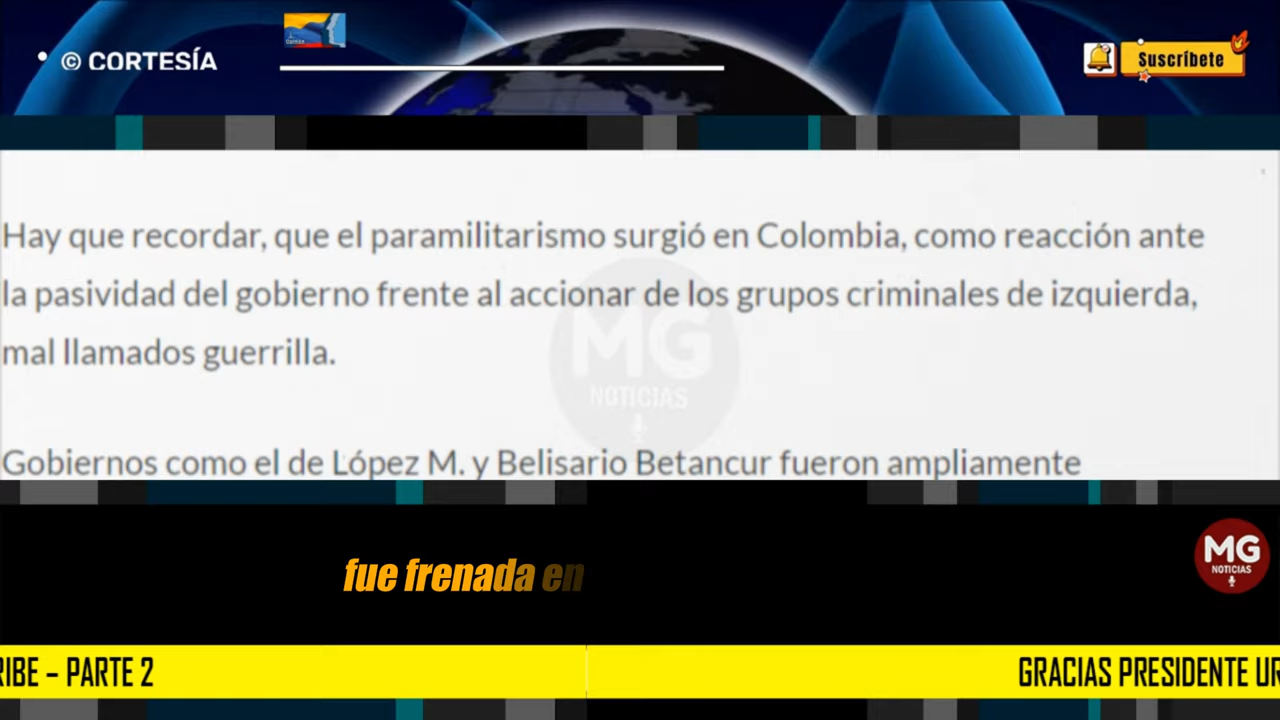 © CORTESÍA
Suscríbete
Hay que recordar, que el paramilitarismo surgió en Colombia, como reacción ante
la pasividad del gobierno frente al accionar de los grupos criminales de izquierda,
mal llamados guerrilla.
MG
NOTICIAS
Gobiernos como el de López M. y Belisario Betancur fueron ampliamente
fue frenada en
MG
NOTICIAS
RIBE – PARTE 2
GRACIAS PRESIDENTE UR